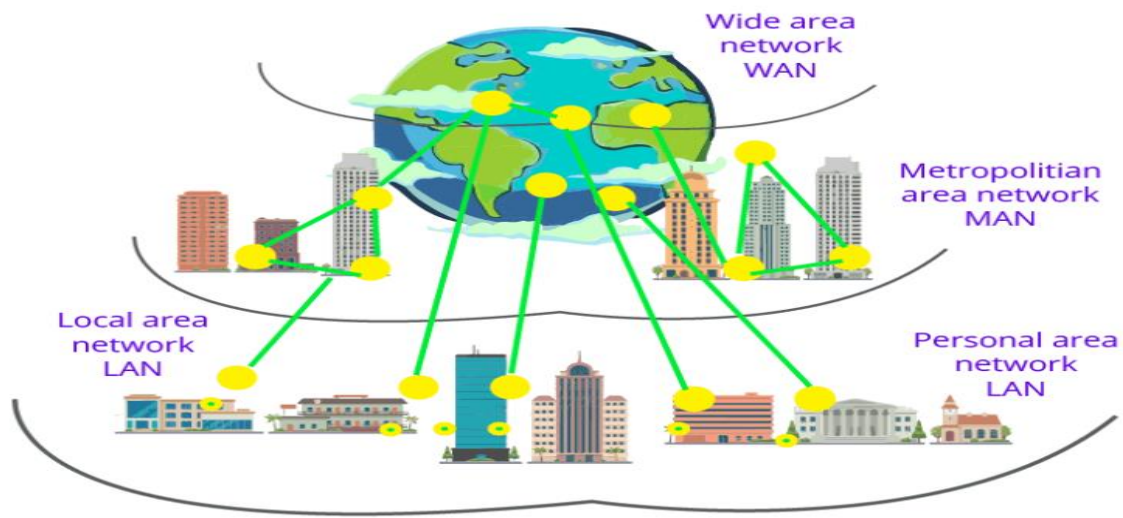 Wide area
network
WAN
Metropolitian
area network
MAN
Local area
network
LAN
Personal area
network
LAN